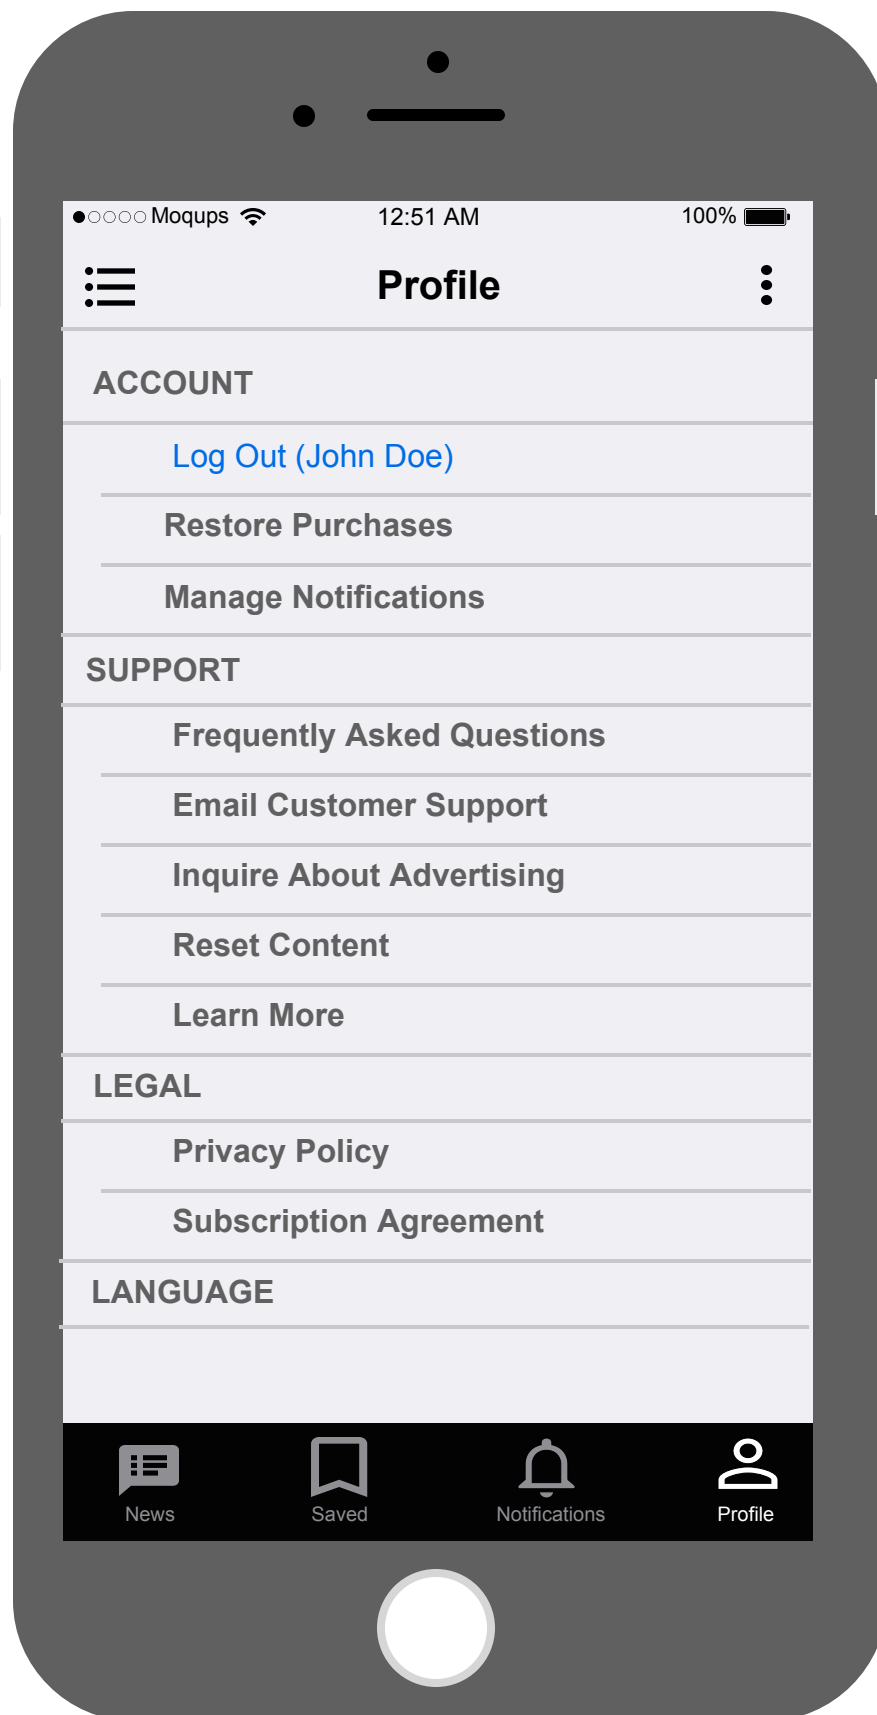 Moqups 12:51 AM 100%
Profile
ACCOUNT
Log Out (John Doe)
Restore Purchases
Manage Notifications
SUPPORT
Frequently Asked Questions
Email Customer Support
Inquire About Advertising
Reset Content
Learn More
LEGAL
Privacy Policy
Subscription Agreement
LANGUAGE
News Saved Notifications Profile